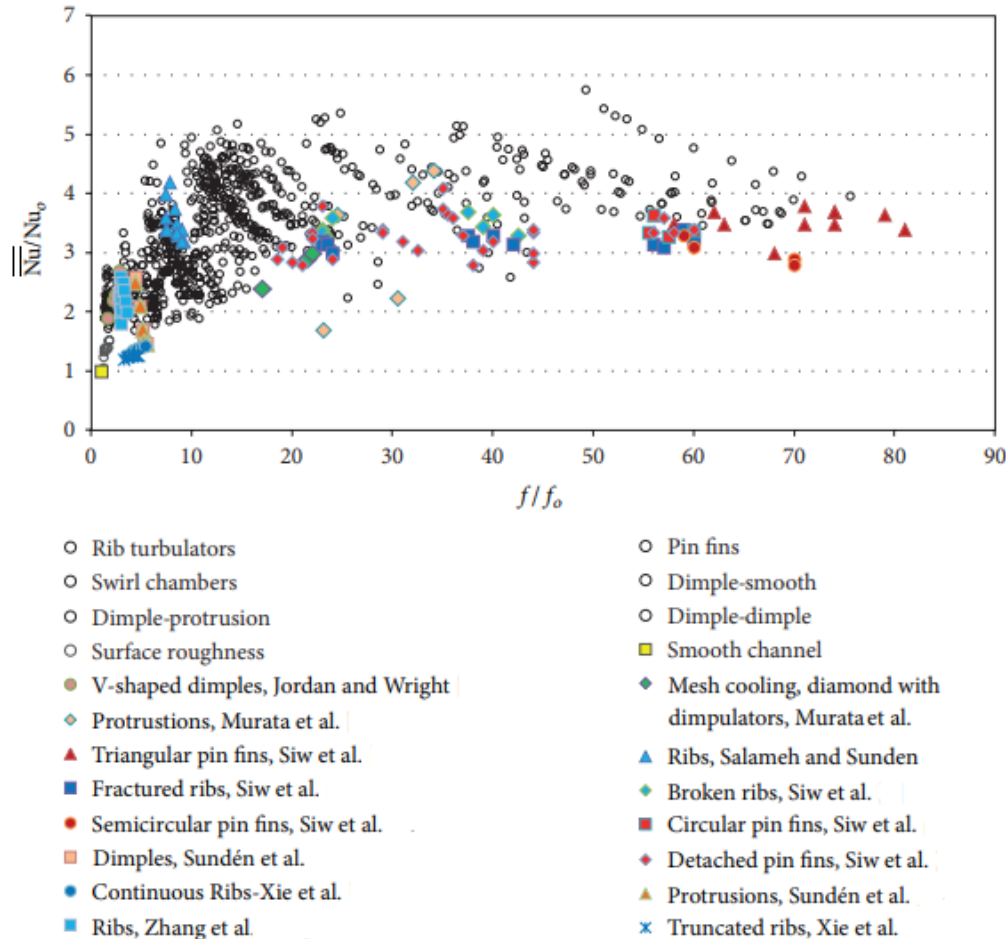 7
6
5
4
3
2
1
0
Nu/Nuo
0 10 20 30 40 50 60 70 80 90
f/fo
Rib turbulators
Swirl chambers
Dimple-protrusion
Surface roughness
V-shaped dimples, Jordan and Wright
Protrustions, Murata et al.
Triangular pin fins, Siw et al.
Fractured ribs, Siw et al.
Semicircular pin fins, Siw et al.
Dimples, Sundén et al.
Continuous Ribs-Xie et al.
Ribs, Zhang et al
Pin fins
Dimple-smooth
Dimple-dimple
Smooth channel
Mesh cooling, diamond with
dimpulators, Murata et al.
Ribs, Salameh and Sunden
Broken ribs, Siw et al.
Circular pin fins, Siw et al.
Detached pin fins, Siw et al.
Protrusions, Sundén et al.
Truncated ribs, Xie et al.